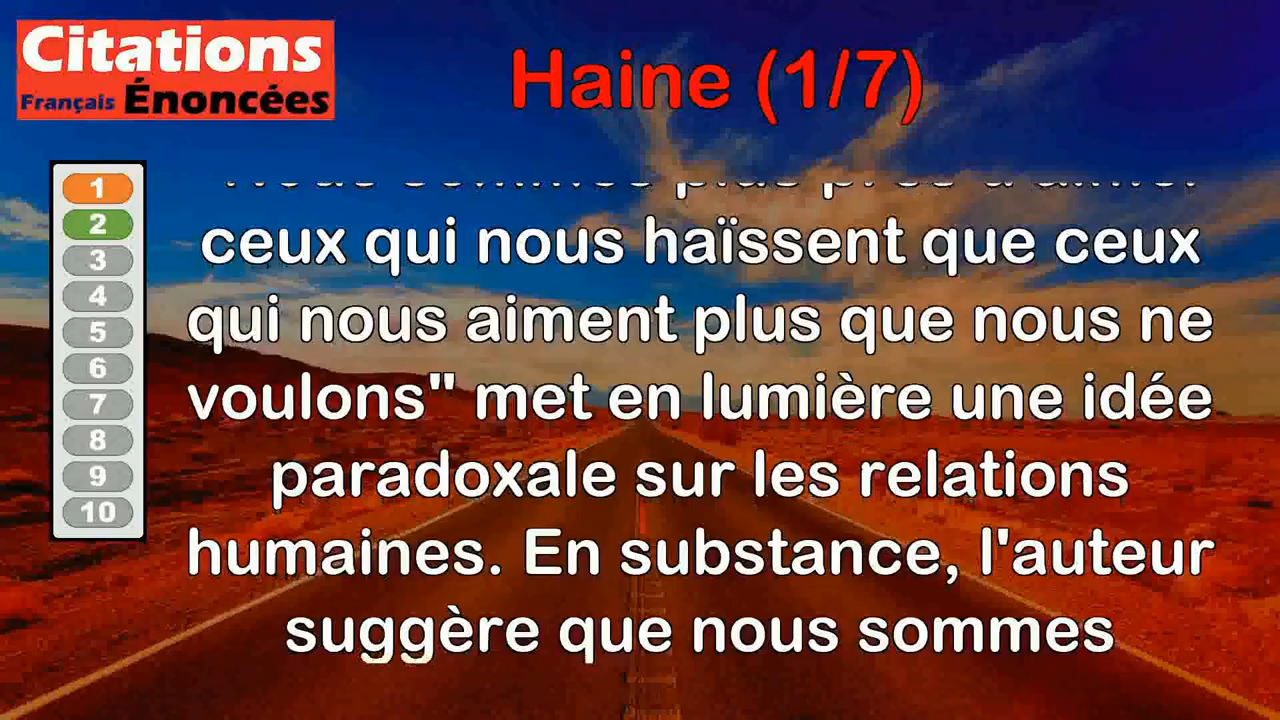 Citations
Français Énoncées
Haine (1/7)
1
2
3
4
5
6
7
8
9
10
ceux qui nous haïssent que ceux
qui nous aiment plus que nous ne
voulons" met en lumière une idée
paradoxale sur les relations
humaines. En substance, l'auteur
suggère que nous sommes